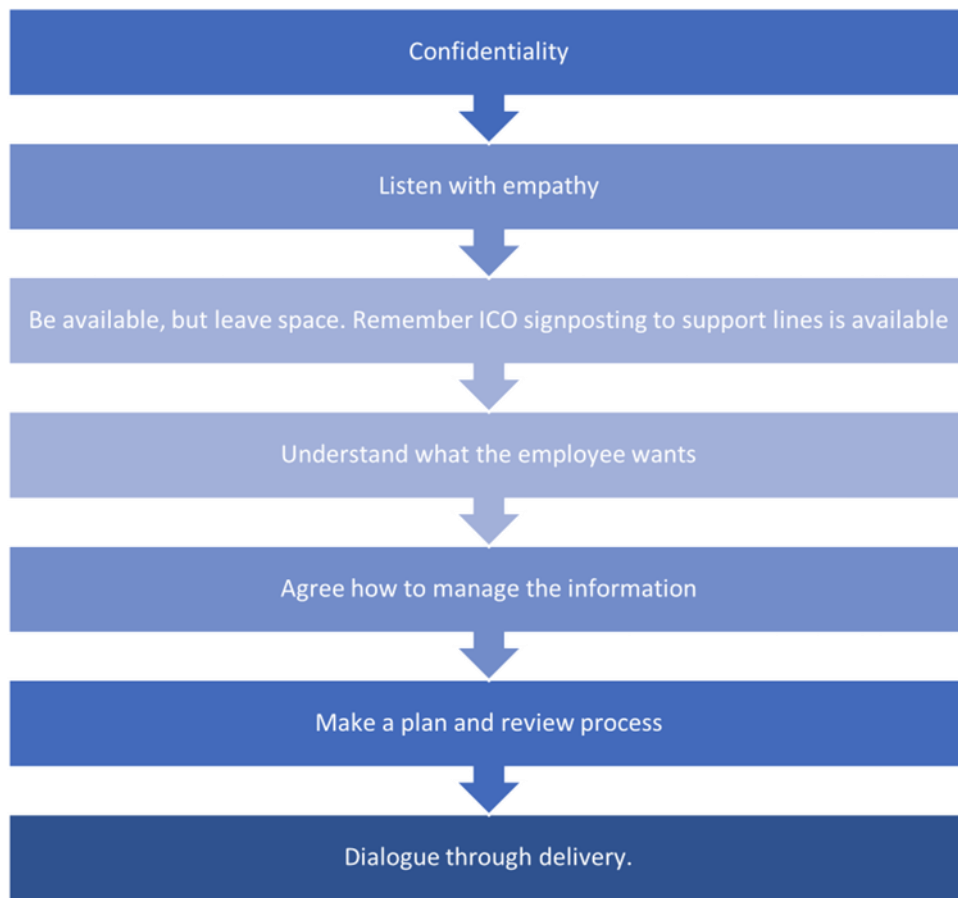 Confidentiality
Listen with empathy
Be available, but leave space. Remember ICO signposting to support lines is available
Understand what the employee wants
Agree how to manage the information
Make a plan and review process
Dialogue through delivery.